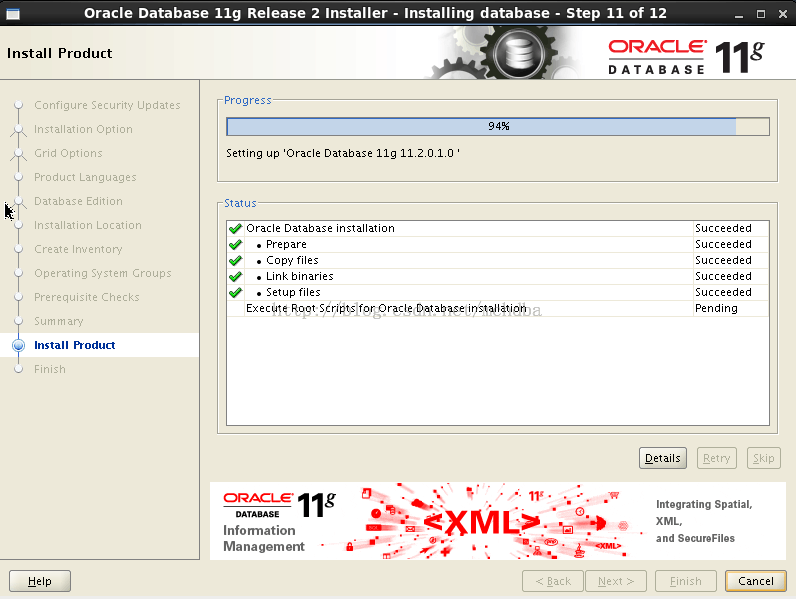 Oracle Database 11g Release 2 Installer - Installing database - Step 11 of 12
Install Product
ORACLE
DATABASE 11g
Configure Security Updates
Installation Option
Grid Options
Product Languages
Database Edition
Installation Location
Create Inventory
Operating System Groups
Prerequisite Checks
Summary
Install Product
Finish
Progress
94%
Setting up 'Oracle Database 11g 11.2.0.1.0 '
Status
Oracle Database installation Succeeded
• Prepare Succeeded
• Copy files Succeeded
• Link binaries Succeeded
• Setup files Succeeded
Execute Root Scripts for Oracle Database installation Pending
Details Retry Skip
ORACLE
DATABASE 11g
Information
Management
<XML>
11g
<XML>
Integrating Spatial,
XML,
and SecureFiles
Help < Back Next > Finish Cancel